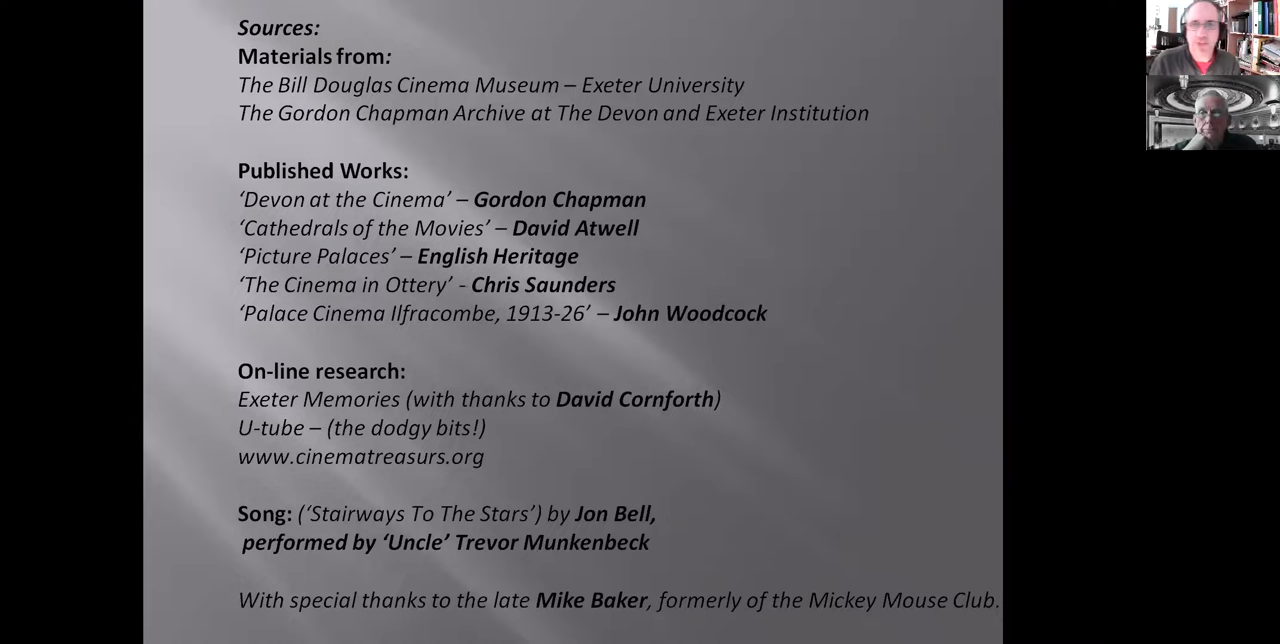 Sources:
Materials from:
The Bill Douglas Cinema Museum – Exeter University
The Gordon Chapman Archive at The Devon and Exeter Institution
Published Works:
‘Devon at the Cinema’ – Gordon Chapman
‘Cathedrals of the Movies’ – David Atwell
‘Picture Palaces’ – English Heritage
‘The Cinema in Ottery’ - Chris Saunders
‘Palace Cinema Ilfracombe, 1913-26’ – John Woodcock
On-line research:
Exeter Memories (with thanks to David Cornforth)
U-tube – (the dodgy bits!)
www.cinematreasurs.org
Song: (‘Stairways To The Stars’) by Jon Bell,
performed by ‘Uncle’ Trevor Munkenbeck
With special thanks to the late Mike Baker, formerly of the Mickey Mouse Club.